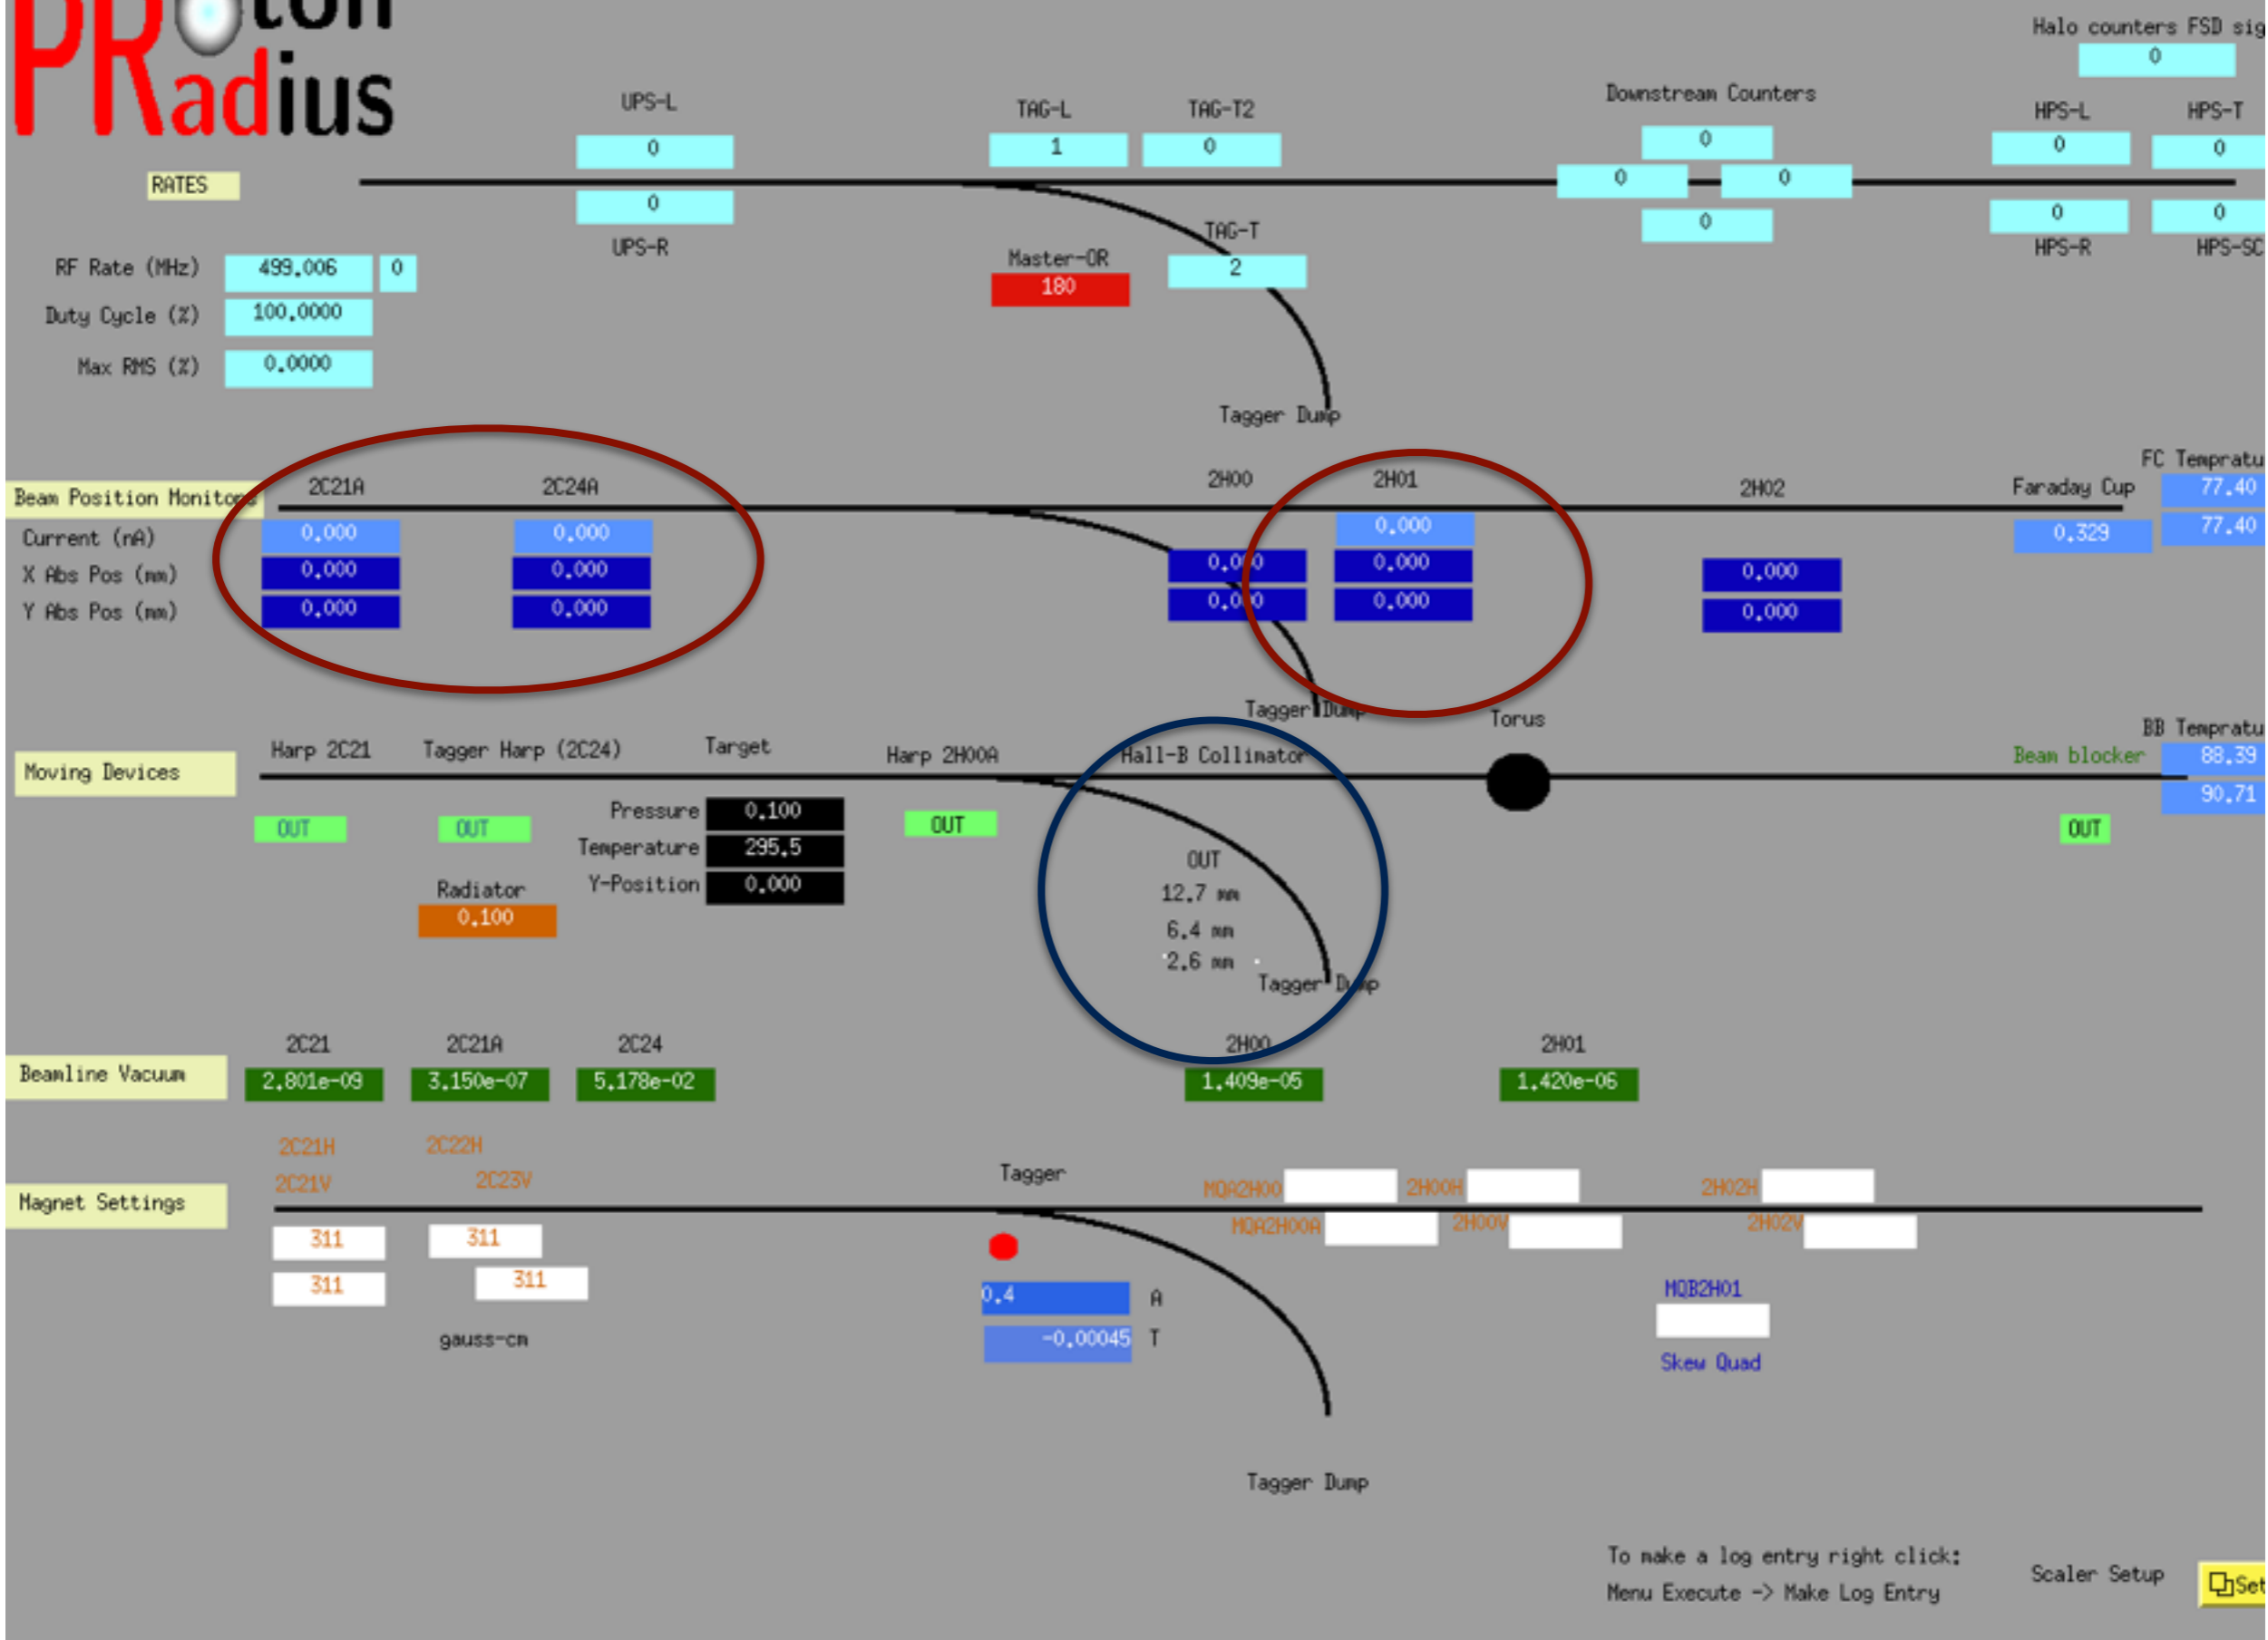 PRoton
Radius
Halo counters FSD sig
0
UPS-L
TAG-L
TAG-T2
Downstream Counters
HPS-L
HPS-T
0
1
0
0
0
0
RATES
0
0
0
0
0
0
UPS-R
TAG-T
HPS-R
HPS-SC
RF Rate (MHz)
499.006
0
Master-OR
180
2
Duty Cycle (%)
100.0000
Max RMS (%)
0.0000
Tagger Dump
Beam Position Monitors
2C21A
2C24A
2H00
2H01
2H02
Faraday Cup
FC Tempratu
77.40
77.40
Current (nA)
0.000
0.000
0.000
0.329
X Abs Pos (mm)
0.000
0.000
0.000
0.000
0.000
Y Abs Pos (mm)
0.000
0.000
0.000
0.000
0.000
Tagger Dump
Moving Devices
Harp 2C21
Tagger Harp (2C24)
Target
Harp 2H00A
Hall-B Collimator
Torus
Beam blocker
BB Tempratu
88.39
90.71
OUT
OUT
Pressure
0.100
Temperature
295.5
Y-Position
0.000
OUT
OUT
Radiator
0.100
OUT
12.7 mm
6.4 mm
2.6 mm
Tagger Dump
Beamline Vacuum
2C21
2C21A
2C24
2H00
2H01
2.801e-09
3.150e-07
5.178e-02
1.409e-05
1.420e-06
Magnet Settings
2C21H
2C22H
2C21V
2C23V
Tagger
MQA2H00
2H00H
2H02H
MQA2H00A
2H00V
2H02V
311
311
311
311
gauss-cm
0.4
A
-0.00045
T
MQB2H01
Skew Quad
Tagger Dump
To make a log entry right click:
Menu Execute -> Make Log Entry
Scaler Setup
Set